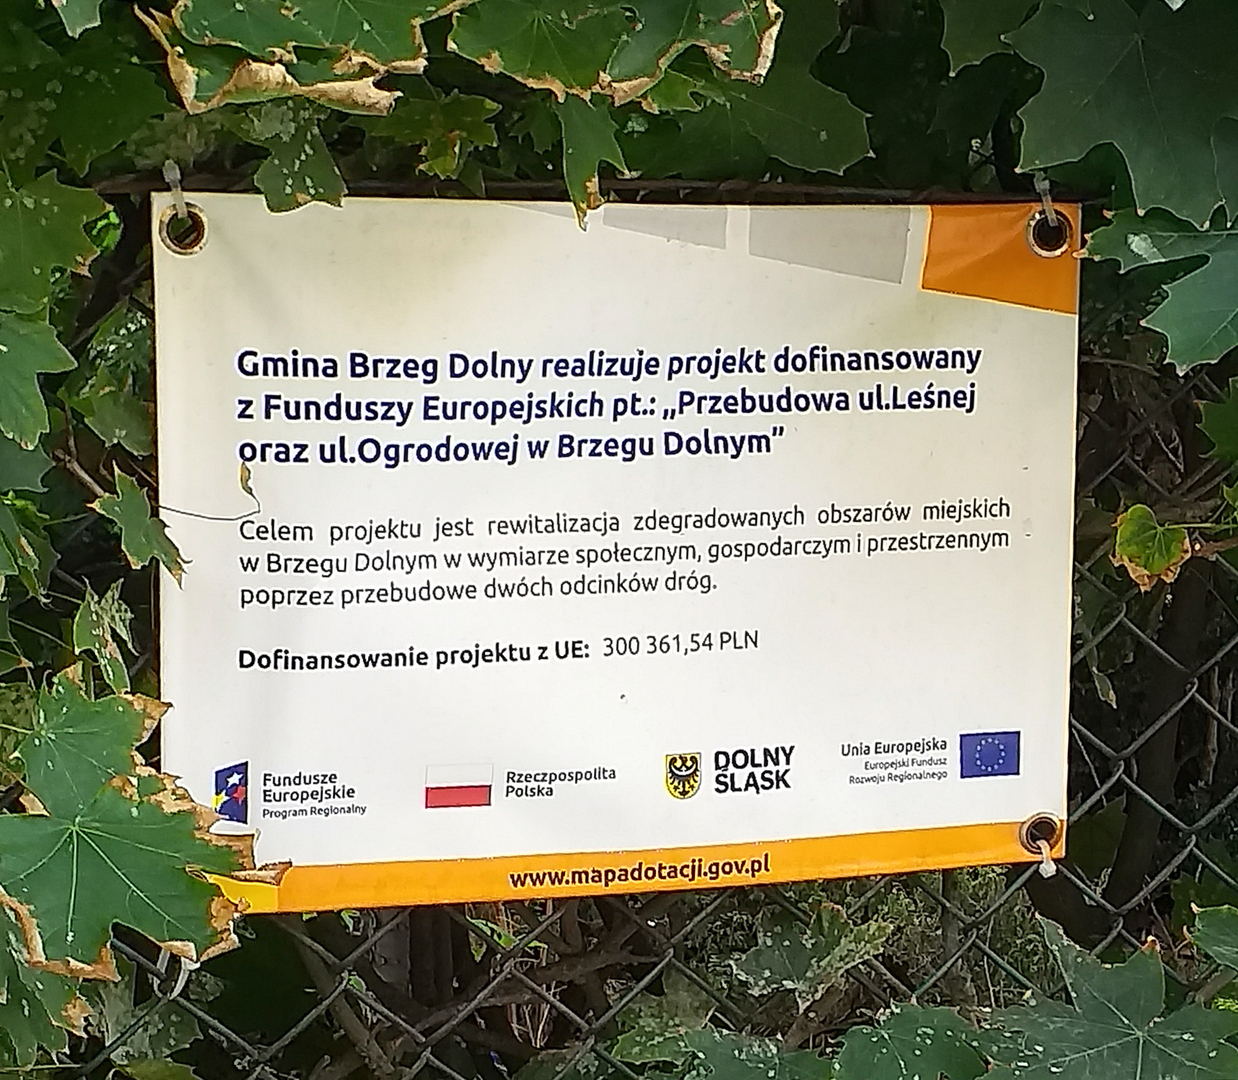 Gmina Brzeg Dolny realizuje projekt dofinansowany
z Funduszy Europejskich pt.: „Przebudowa ul.Leśnej
oraz ul.Ogrodowej w Brzegu Dolnym”
Celem projektu jest rewitalizacja zdegradowanych obszarów miejskich
w Brzegu Dolnym w wymiarze społecznym, gospodarczym i przestrzennym
poprzez przebudowe dwóch odcinków dróg.
Dofinansowanie projektu z UE: 300 361,54 PLN
Fundusze
Europejskie
Program Regionalny
Rzeczpospolita
Polska
DOLNY
ŚLĄSK
Unia Europejska
Europejski Fundusz
Rozwoju Regionalnego
www.mapadotacji.gov.pl